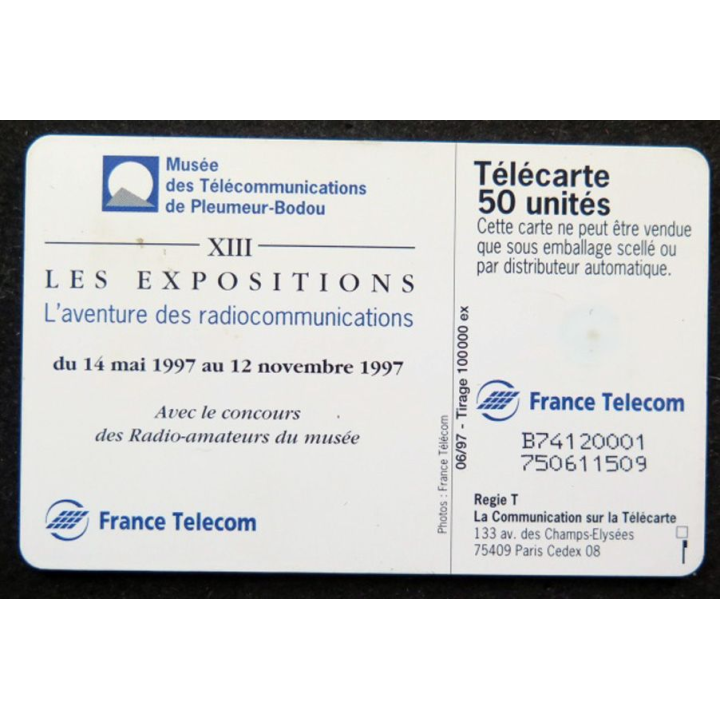 Musée
des Télécommunications
de Pleumeur-Bodou
XIII
LES EXPOSITIONS
L'aventure des radiocommunications
du 14 mai 1997 au 12 novembre 1997
Avec le concours
des Radio-amateurs du musée
France Telecom
Photos : France Télécom
06/97 - Tirage 100000 ex
Télécarte
50 unités
Cette carte ne peut être vendue
que sous emballage scellé ou
par distributeur automatique.
France Telecom
B74120001
750611509
Regie T
La Communication sur la Télécarte
133 av. des Champs-Elysées
75409 Paris Cedex 08